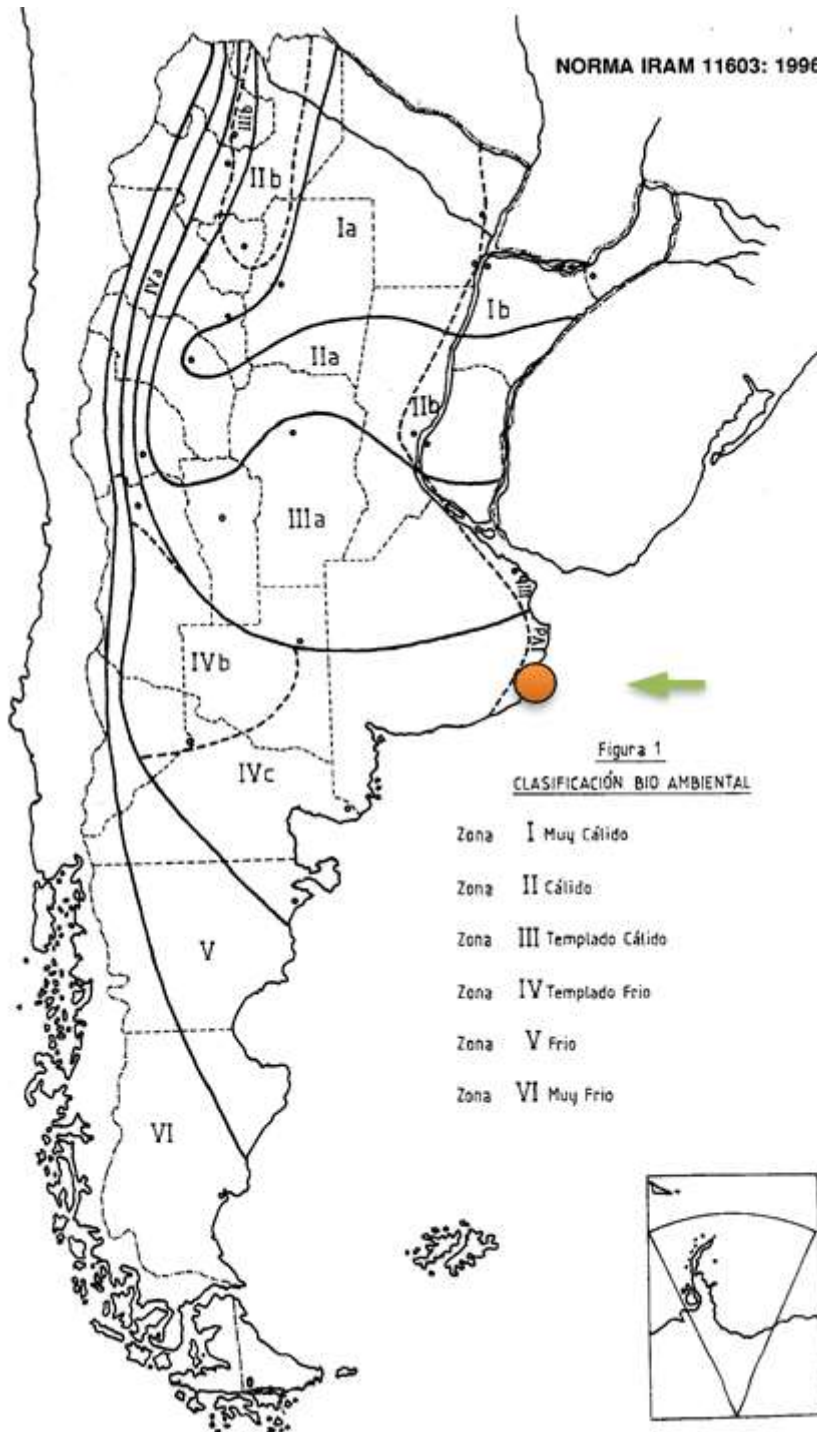 NORMA IRAM 11603: 1996
IIIb
IIb
Ia
IVa
Ib
IIa
IIb
IIIa
IIIb
IVd
IVb
IVc
V
VI
Figura 1
CLASIFICACIÓN BIO AMBIENTAL
Zona I Muy Cálido
Zona II Cálido
Zona III Templado Cálido
Zona IV Templado Frio
Zona V Frio
Zona VI Muy Frio